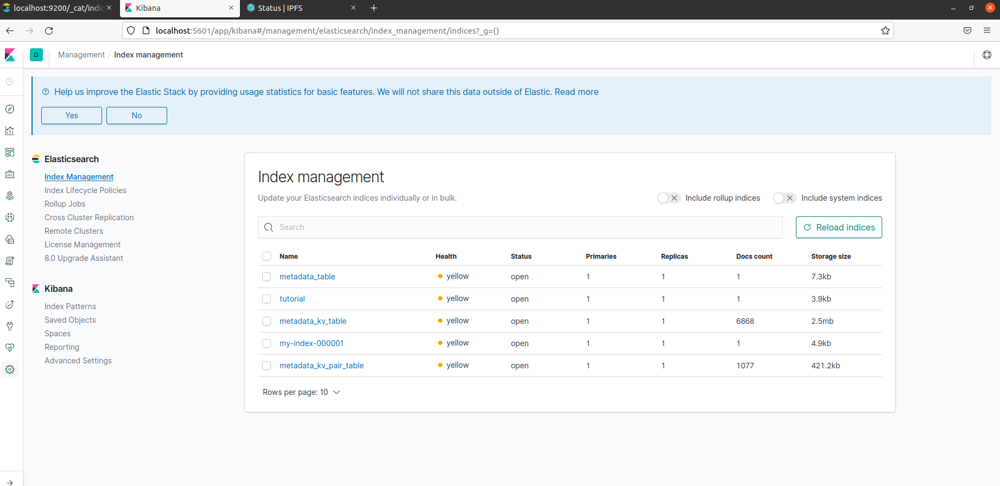 localhost:9200/_cat/indic
Kibana
Status | IPFS
localhost:5601/app/kibana#/management/elasticsearch/index_management/indices?_g=()
D
Management / Index management
Help us improve the Elastic Stack by providing usage statistics for basic features. We will not share this data outside of Elastic. Read more
Yes No
Elasticsearch
Index Management
Index Lifecycle Policies
Rollup Jobs
Cross Cluster Replication
Remote Clusters
License Management
8.0 Upgrade Assistant
Kibana
Index Patterns
Saved Objects
Spaces
Reporting
Advanced Settings
Index management
Update your Elasticsearch indices individually or in bulk.
Include rollup indices
Include system indices
Search
Reload indices
Name Health Status Primaries Replicas Docs count Storage size
metadata_table yellow open 1 1 1 7.3kb
tutorial yellow open 1 1 1 3.9kb
metadata_kv_table yellow open 1 1 6868 2.5mb
my-index-000001 yellow open 1 1 1 4.9kb
metadata_kv_pair_table yellow open 1 1 1077 421.2kb
Rows per page: 10